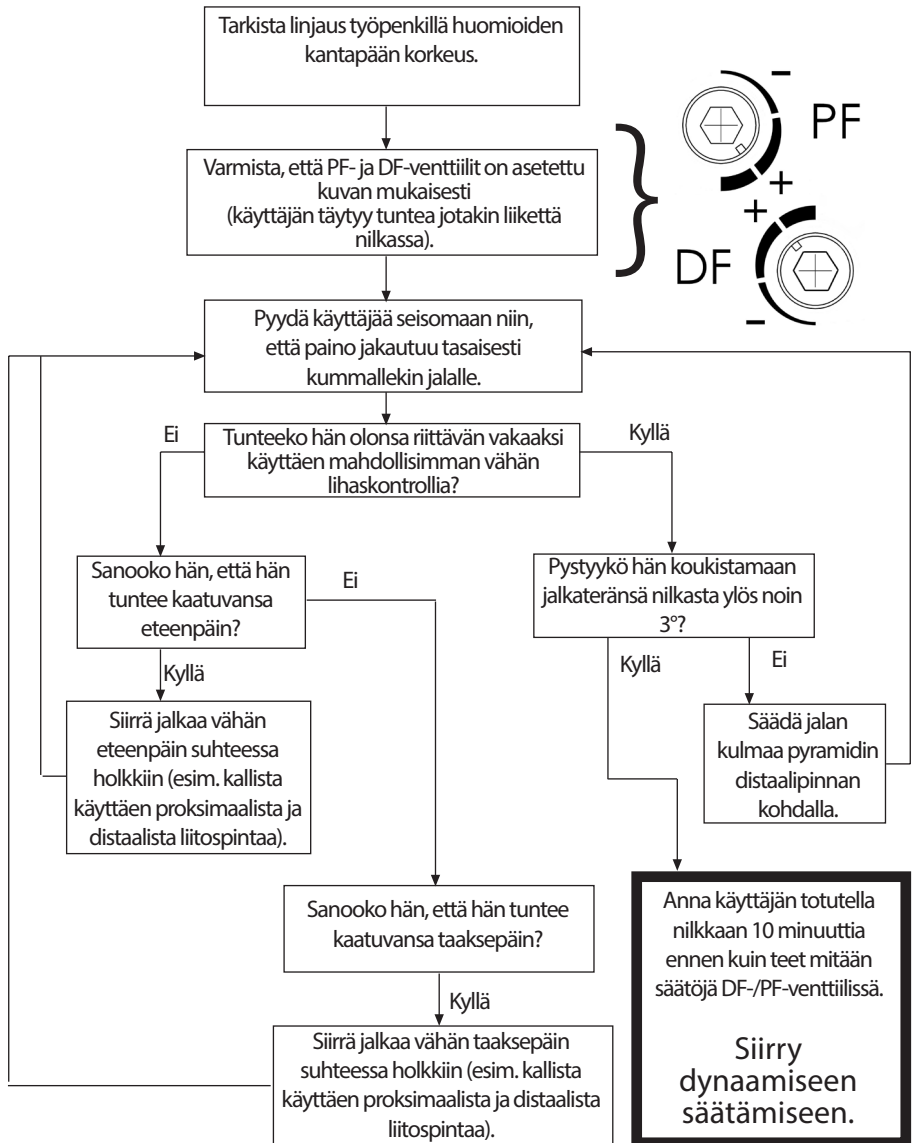 Tarkista linjaus työpenkillä huomioiden
kantapään korkeus.
Varmista, että PF- ja DF-venttiilit on asetettu
kuvan mukaisesti
(käyttäjän täytyy tuntea jotakin liikettä
nilkassa).
-
PF
+
+
DF
-
Pyydä käyttäjää seisomaan niin,
että paino jakautuu tasaisesti
kummallekin jalalle.
Ei
Tunteeko hän olonsa riittävän vakaaksi
käyttäen mahdollisimman vähän
lihaskontrollia?
Kyllä
Sanooko hän, että hän
tuntee kaatuvansa
eteenpäin?
Ei
Kyllä
Siirrä jalkaa vähän
eteenpäin suhteessa
holkkiin (esim. kallista
käyttäen proksimaalista ja
distaalista liitospintaa).
Pystyykö hän koukistamaan
jalkateränsä nilkasta ylös noin
3°?
Kyllä
Ei
Säädä jalan
kulmaa pyramidin
distaalipinnan
kohdalla.
Sanooko hän, että hän tuntee
kaatuvansa taaksepäin?
Kyllä
Siirrä jalkaa vähän taaksepäin
suhteessa holkkiin (esim. kallista
käyttäen proksimaalista ja distaalista
liitospintaa).
Anna käyttäjän totutella
nilkkaan 10 minuuttia
ennen kuin teet mitään
säätöjä DF-/PF-venttiilissä.
Siirry
dynaamiseen
säätämiseen.